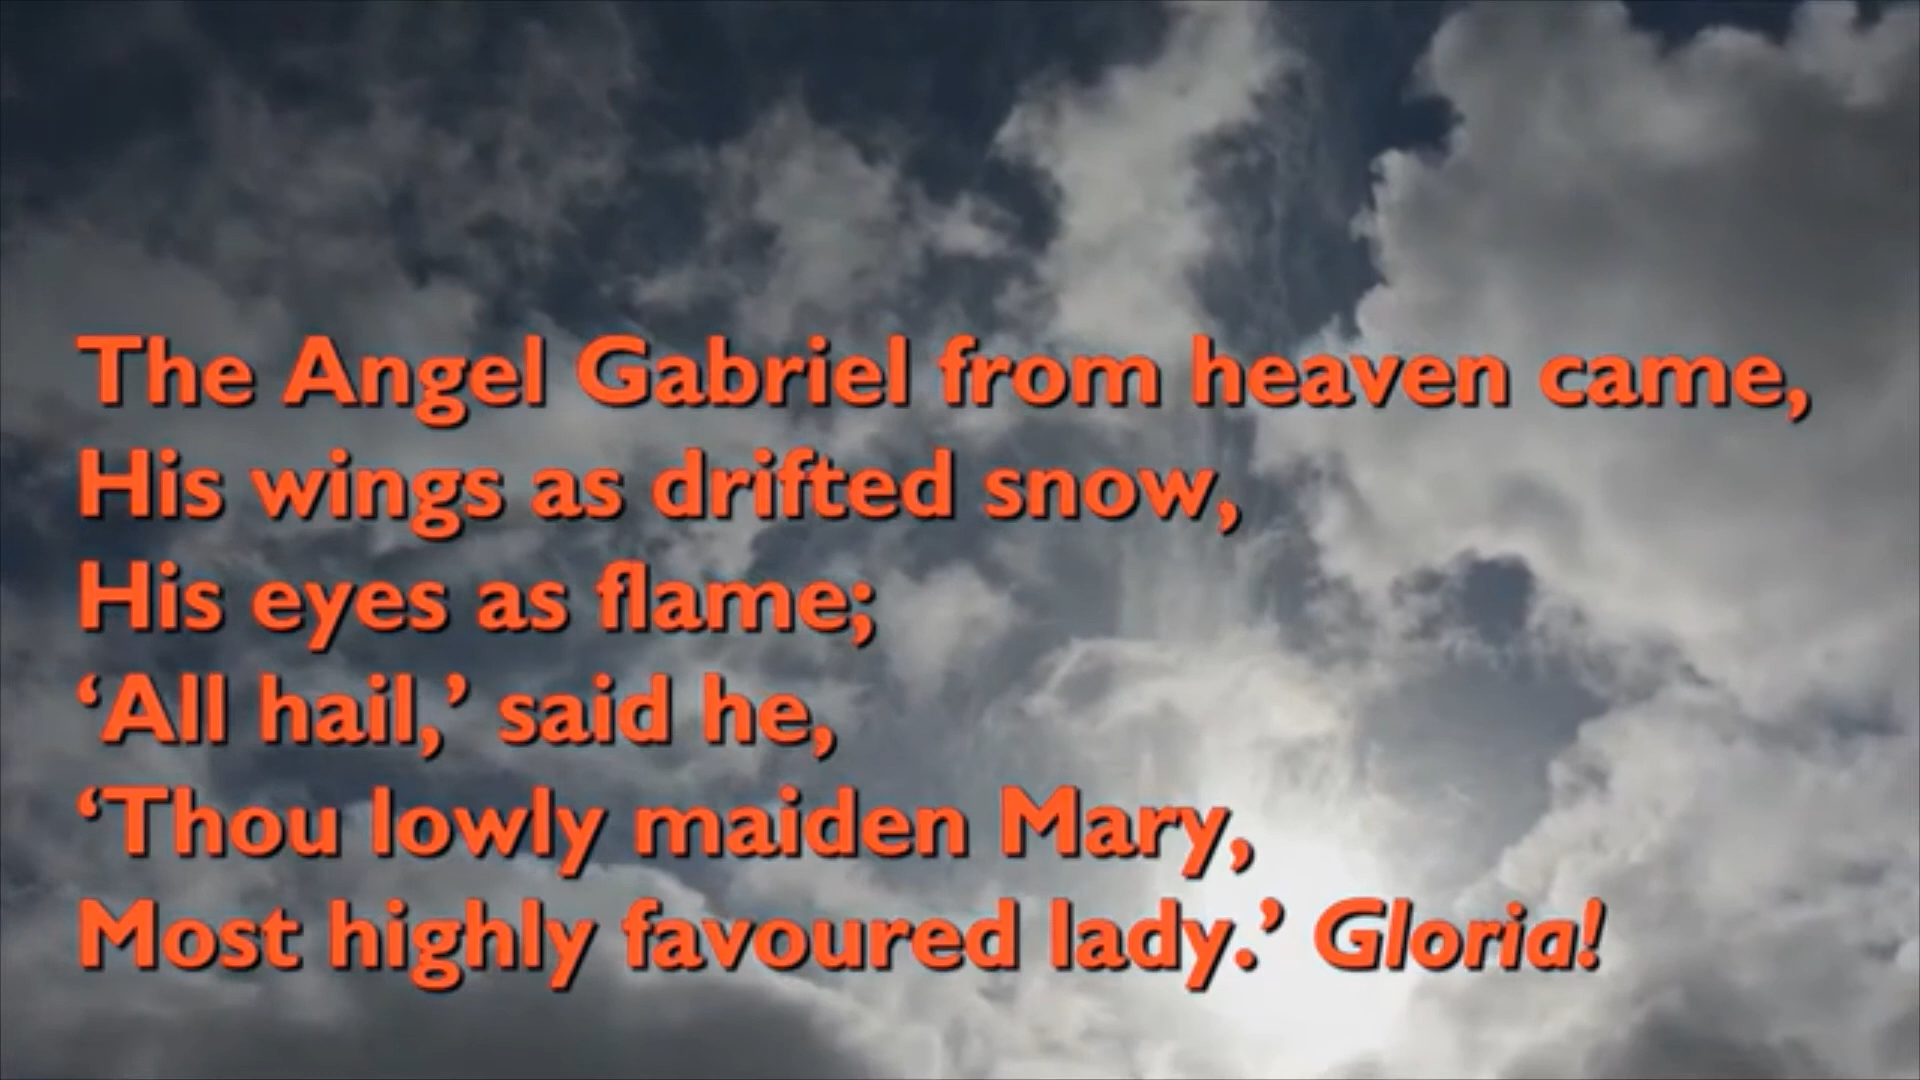 The Angel Gabriel from heaven came,
His wings as drifted snow,
His eyes as flame;
‘All hail,’ said he,
‘Thou lowly maiden Mary,
Most highly favoured lady.’ Gloria!